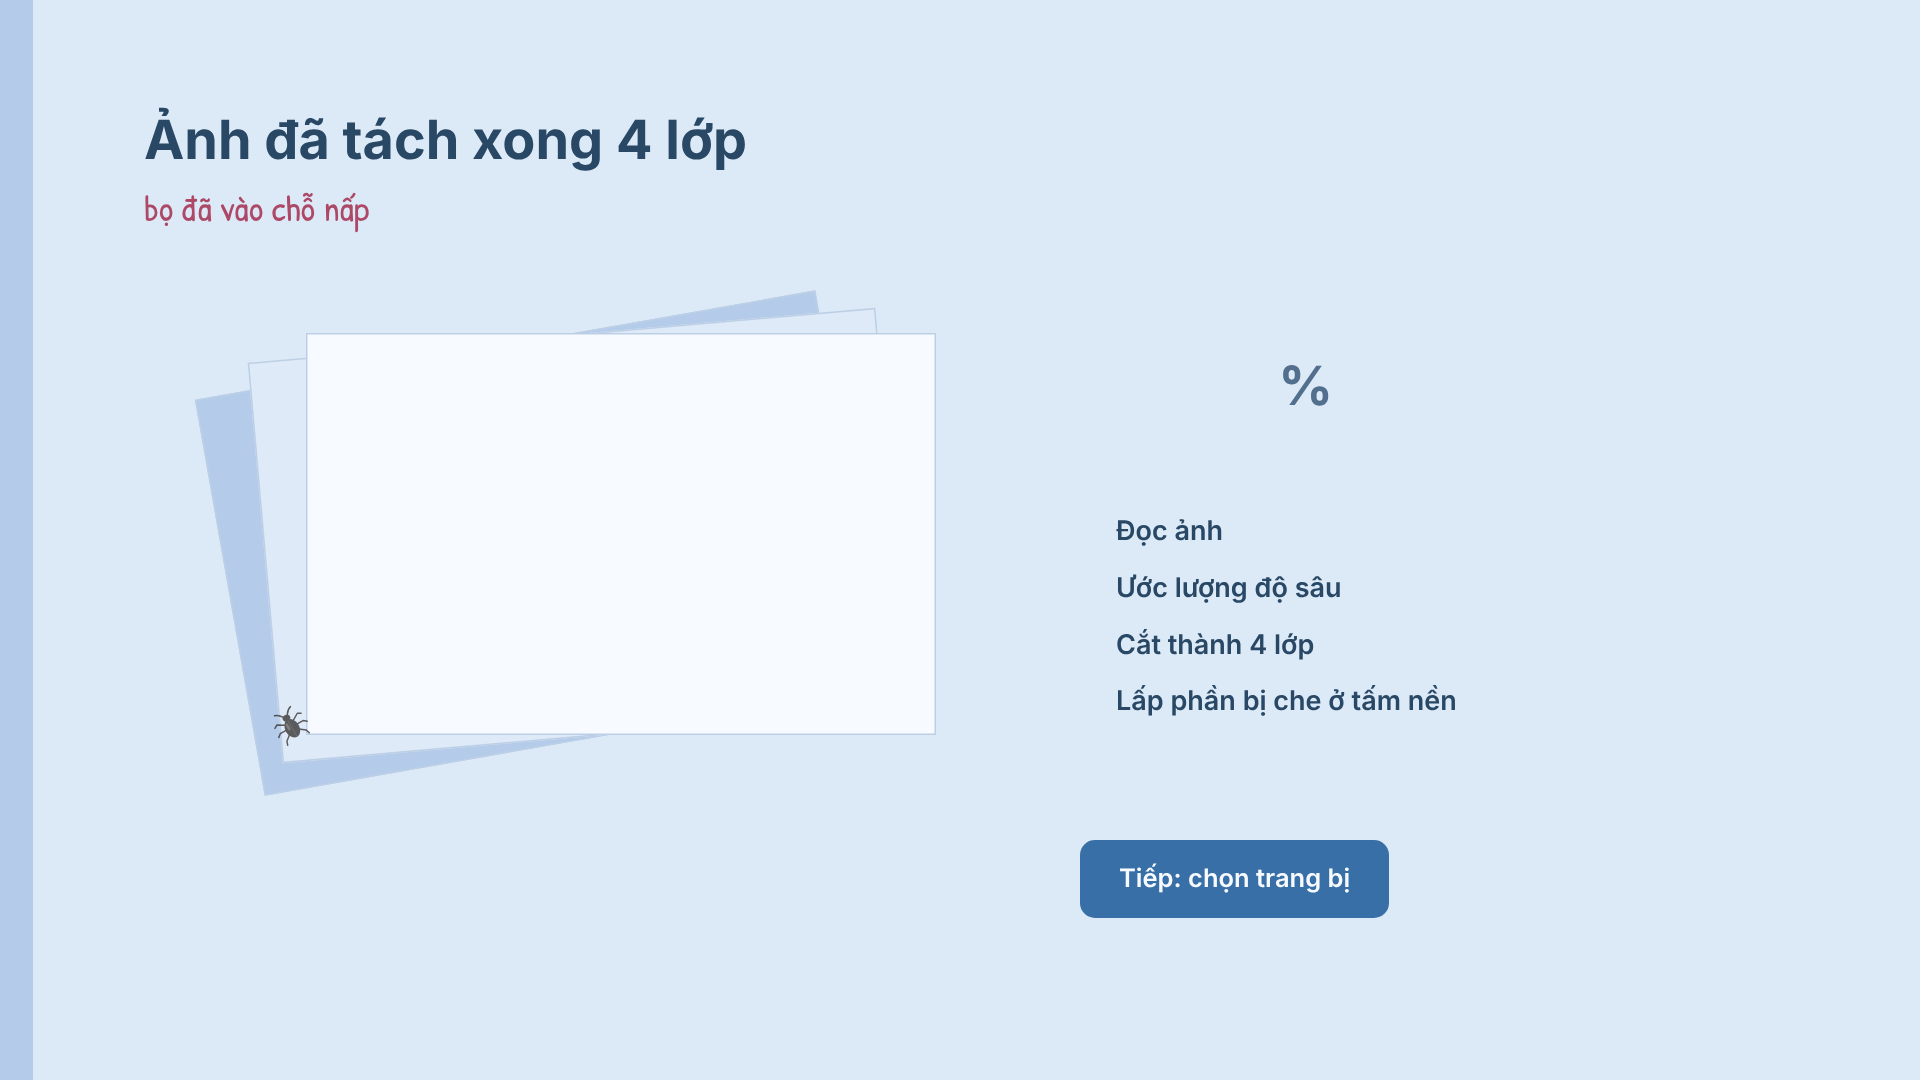 Ảnh đã tách xong 4 lớp
bọ đã vào chỗ nấp
%
Đọc ảnh
Ước lượng độ sâu
Cắt thành 4 lớp
Lấp phần bị che ở tấm nền
Tiếp: chọn trang bị